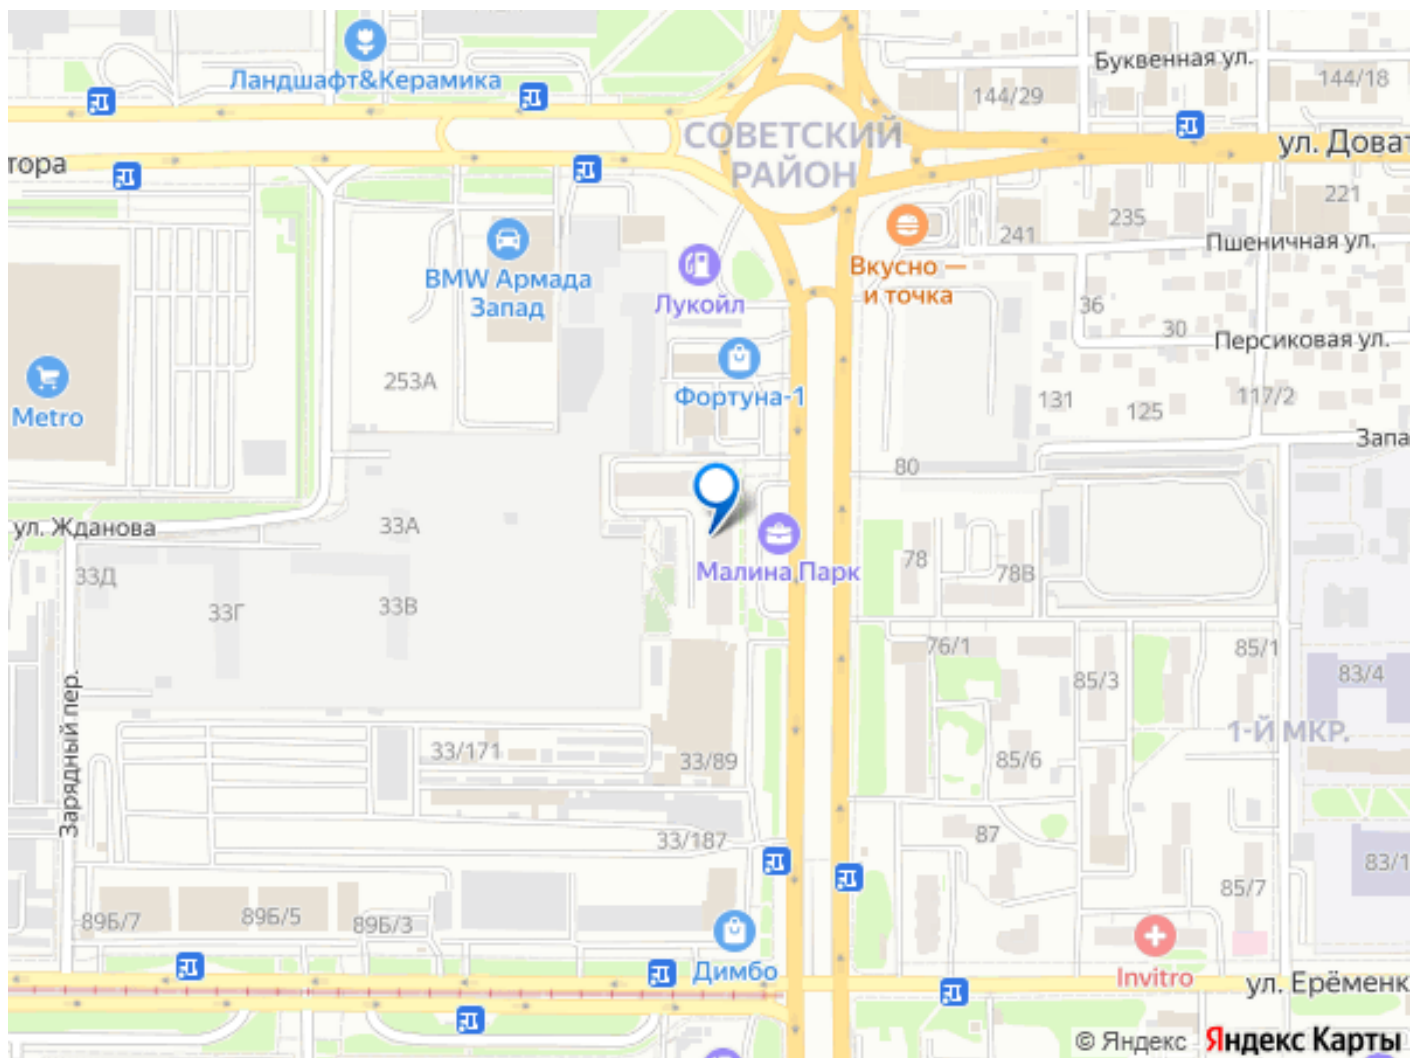 Ландшафт&Керамика
Буквенная ул.
144/18
144/29
СОВЕТСКИЙ
РАЙОН
ул. Доват
тора
221
235
241
Пшеничная ул.
BMW Армада
Запад
Лукойл
Вкусно —
и точка
36
30
Персиковая ул.
253А
Фортуна-1
131
125
117/2
Metro
Запа
80
ул. Жданова
33А
33Д
33Г
33В
Малина Парк
78
78В
76/1
85/1
85/3
83/4
Зарядный пер.
1-Й МКР.
33/171
33/89
85/6
33/187
87
83/1
85/7
89Б/7
89Б/5
89Б/3
Димбо
Invitro
ул. Ерёменк
© Яндекс Яндекс Карты